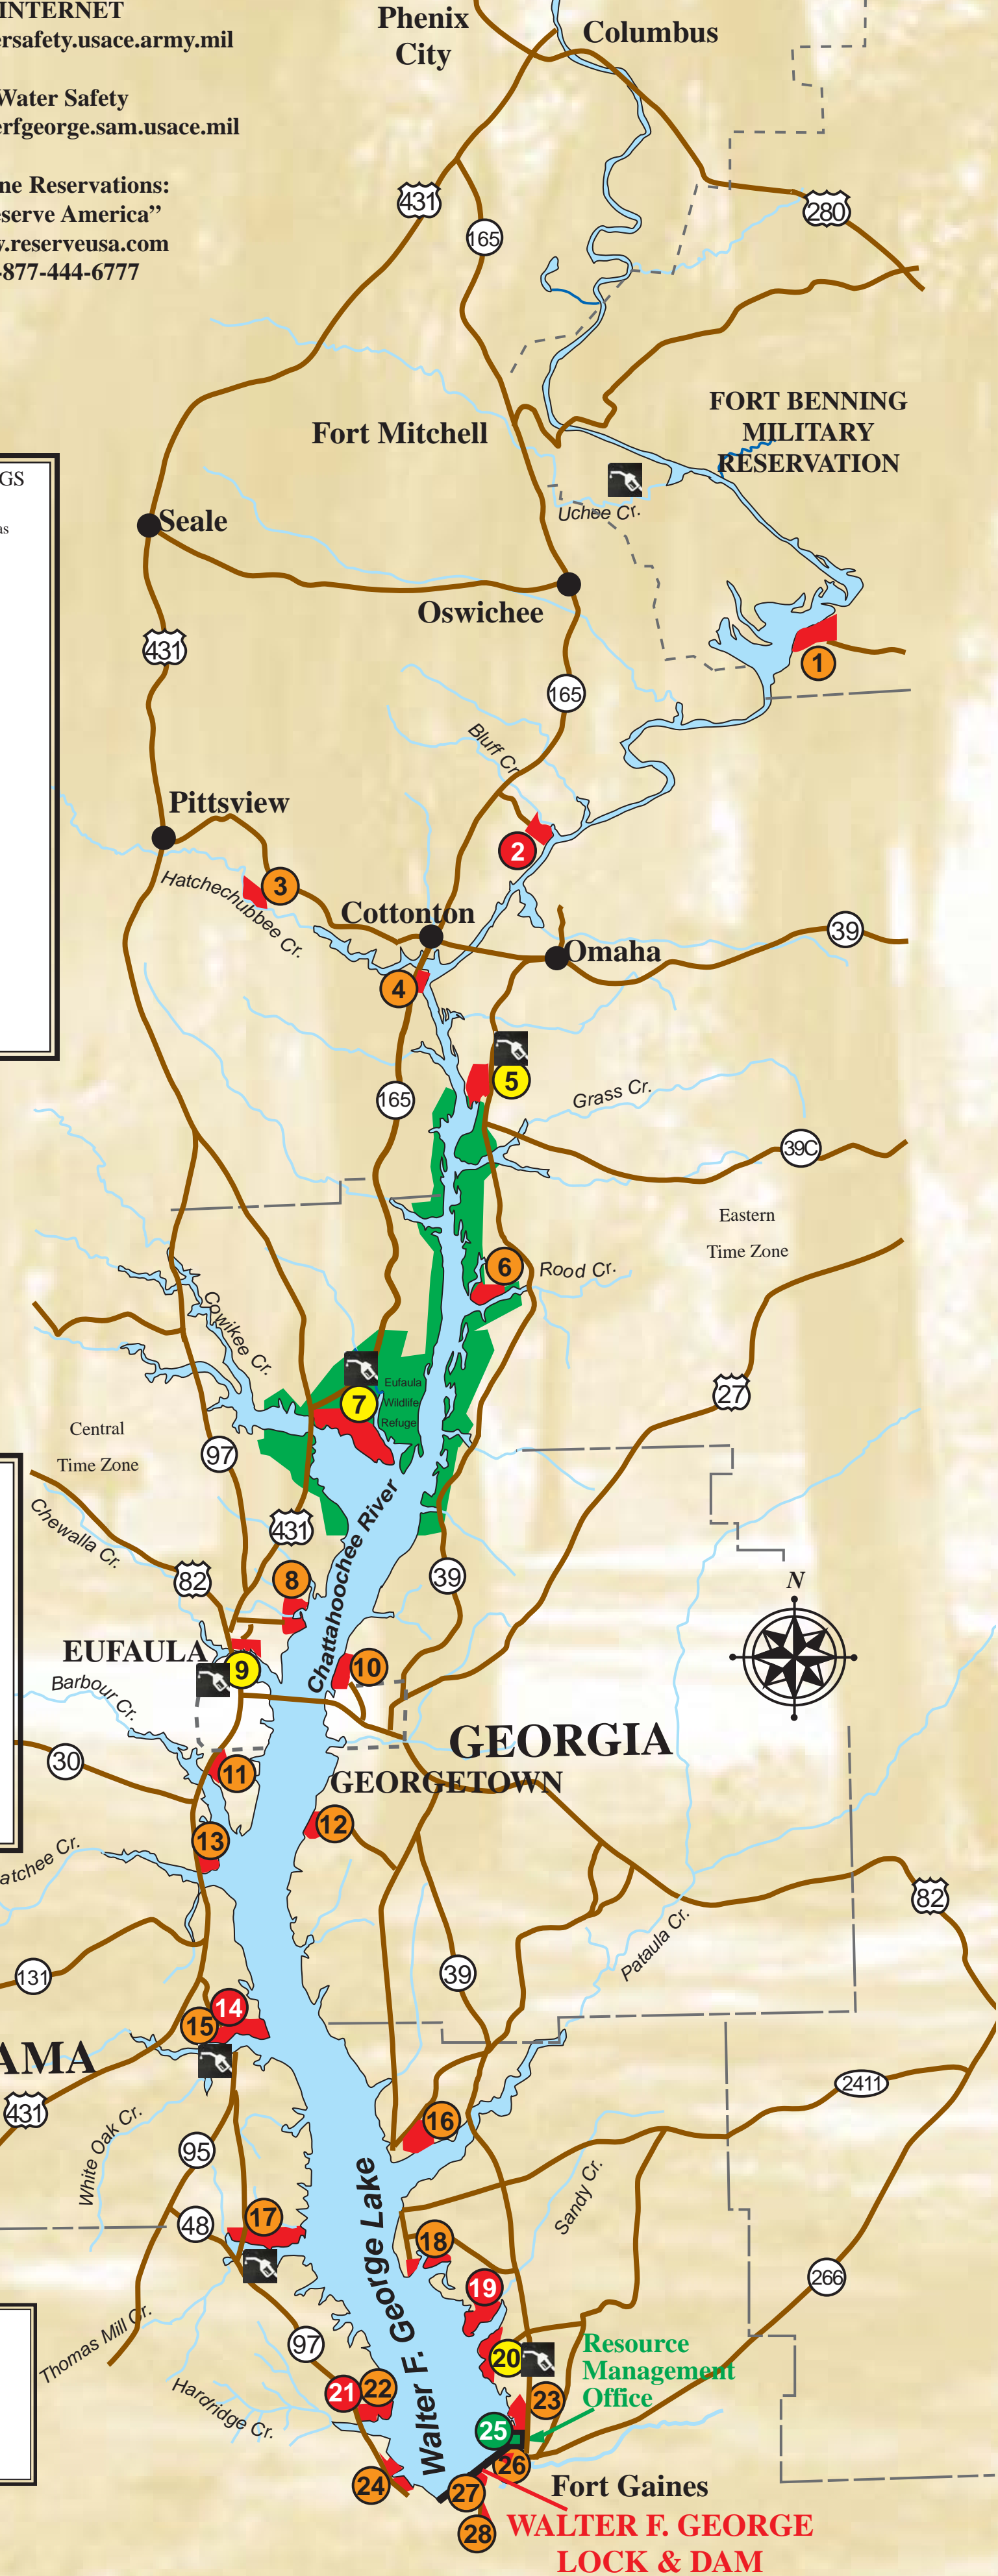 INTERNET
ersafety.usace.army.mil
Water Safety
erfgeorge.sam.usace.mil
ne Reservations:
eserve America”
.reserveusa.com
-877-444-6777
Phenix
City
Columbus
431
165
280
Fort Mitchell
FORT BENNING
MILITARY
RESERVATION
GS
as
Uchee Cr.
Seale
Oswichee
431
1
165
Bluff Cr.
Pittsview
2
3
Hatchechubbee Cr.
Cottonton
39
Omaha
4
5
Grass Cr.
165
39C
Eastern
Time Zone
6
Rood Cr.
Cowikee Cr.
Eufaula
Wildlife
Refuge
7
27
Central
Time Zone
97
Chewalla Cr.
431
Chattahoochee River
82
8
39
N
EUFAULA
9
10
Barbour Cr.
GEORGIA
30
11
GEORGETOWN
12
13
atchee Cr.
82
Pataula Cr.
131
39
14
15
AMA
431
2411
White Oak Cr.
16
95
Sandy Cr.
48
17
Walter F. George Lake
18
266
19
Thomas Mill Cr.
97
20
Resource
Management
Office
21
22
23
Hardridge Cr.
25
24
26
27
Fort Gaines
28
WALTER F. GEORGE
LOCK & DAM